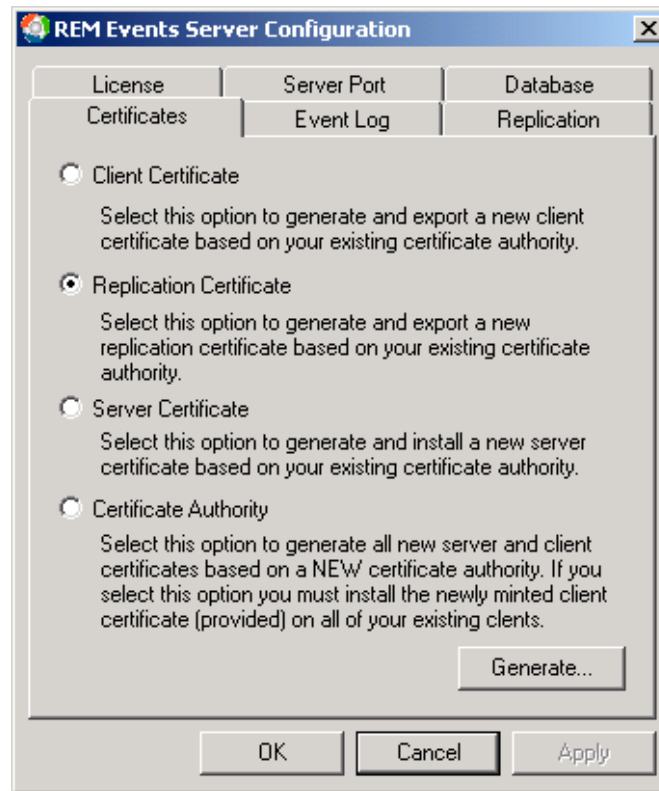 REM Events Server Configuration
License Server Port Database
Certificates Event Log Replication
Client Certificate
Select this option to generate and export a new client
certificate based on your existing certificate authority.
Replication Certificate
Select this option to generate and export a new
replication certificate based on your existing certificate
authority.
Server Certificate
Select this option to generate and install a new server
certificate based on your existing certificate authority.
Certificate Authority
Select this option to generate all new server and client
certificates based on a NEW certificate authority. If you
select this option you must install the newly minted client
certificate (provided) on all of your existing clents.
Generate...
OK Cancel Apply